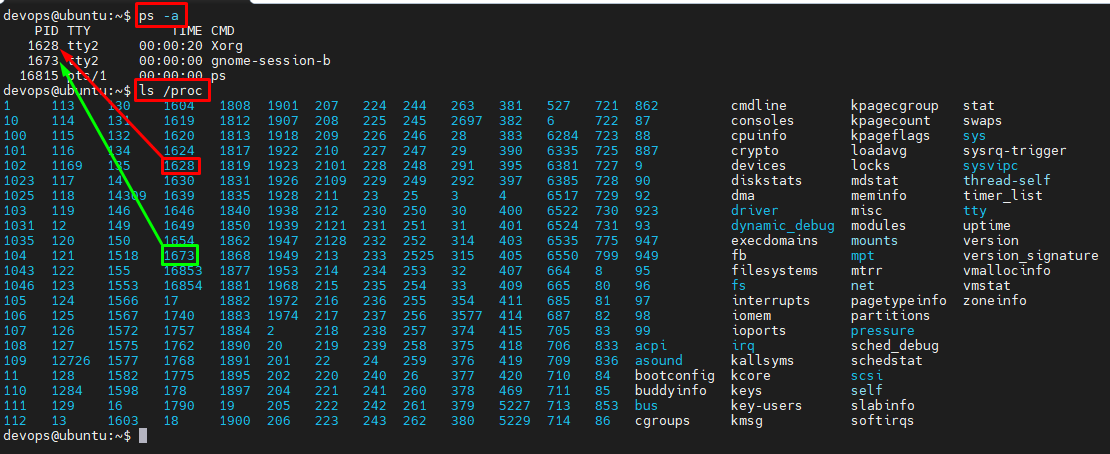 devops@ubuntu:~$ ps -a
PID TTY TIME CMD
1628 tty2 00:00:20 Xorg
1673 tty2 00:00:00 gnome-session-b
16815 pts/1 00:00:00 ps
devops@ubuntu:~$ ls /proc
1 113 130 1604 1808 1901 207 224 244 263 381 527 721 862 cmdline kpagecgroup stat
10 114 131 1619 1812 1907 208 225 245 2697 382 6 722 87 consoles kpagecount swaps
100 115 132 1620 1813 1918 209 226 246 28 383 6284 723 88 cpuinfo kpageflags sys
101 116 134 1624 1817 1922 210 227 247 29 390 6335 725 887 crypto loadavg sysrq-trigger
102 1169 135 1628 1819 1923 2101 228 248 291 395 6381 727 9 devices locks sysvipc
1023 117 14 1630 1831 1926 2109 229 249 292 397 6385 728 90 diskstats mdstat thread-self
1025 118 14309 1639 1835 1928 211 23 25 3 4 6517 729 92 dma meminfo timer_list
103 119 146 1646 1840 1938 212 230 250 30 400 6522 730 923 driver misc tty
1031 12 149 1649 1850 1939 2121 231 251 31 401 6524 731 93 dynamic_debug modules uptime
1035 120 150 1654 1862 1947 2128 232 252 314 403 6535 775 947 execdomains mounts version
104 121 1518 1673 1868 1949 213 233 2525 315 405 6550 799 949 fb mpt version_signature
1043 122 155 16853 1877 1953 214 234 253 32 407 664 8 95 filesystems mtrr vmallocinfo
1046 123 1553 16854 1881 1968 215 235 254 33 409 665 80 96 fs net vmstat
105 124 1566 17 1882 1972 216 236 255 354 411 685 81 97 interrupts pagetypeinfo zoneinfo
106 125 1567 1740 1883 1974 217 237 256 3577 414 687 82 98 iomem partitions
107 126 1572 1757 1884 2 218 238 257 374 415 705 83 99 ioports pressure
108 127 1575 1762 1890 20 219 239 258 375 418 706 833 acpi irq sched_debug
109 12726 1577 1768 1891 201 22 24 259 376 419 709 836 asound kallsyms schedstat
11 128 1582 1775 1895 202 220 240 26 377 420 710 84 bootconfig kcore scsi
110 1284 1598 178 1897 204 221 241 260 378 469 711 85 buddyinfo keys self
111 129 16 1790 19 205 222 242 261 379 5227 713 853 bus key-users slabinfo
112 13 1603 18 1900 206 223 243 262 380 5229 714 86 cgroups kmsg softirqs
devops@ubuntu:~$